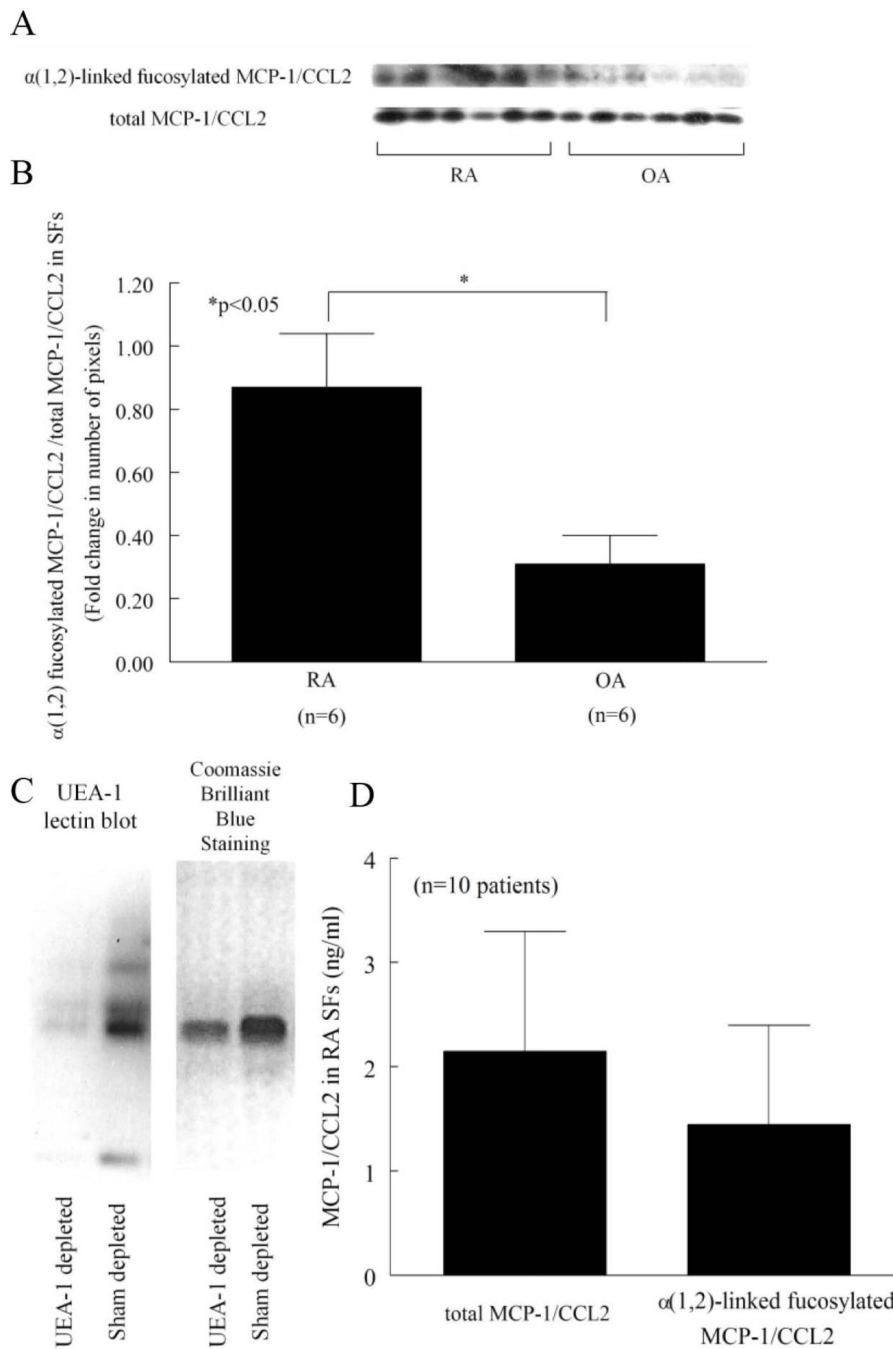 A
α(1,2)-linked fucosylated MCP-1/CCL2
total MCP-1/CCL2
RA
OA
B
α(1,2) fucosylated MCP-1/CCL2 /total MCP-1/CCL2 in SFs
(Fold change in number of pixels)
1.20
1.00
0.80
0.60
0.40
0.20
0.00
*p<0.05
*
RA
OA
(n=6)
(n=6)
C
UEA-1
lectin blot
Coomassie
Brilliant
Blue
Staining
UEA-1 depleted
Sham depleted
UEA-1 depleted
Sham depleted
D
MCP-1/CCL2 in RA SFs (ng/ml)
4
3
2
1
0
(n=10 patients)
total MCP-1/CCL2
α(1,2)-linked fucosylated
MCP-1/CCL2